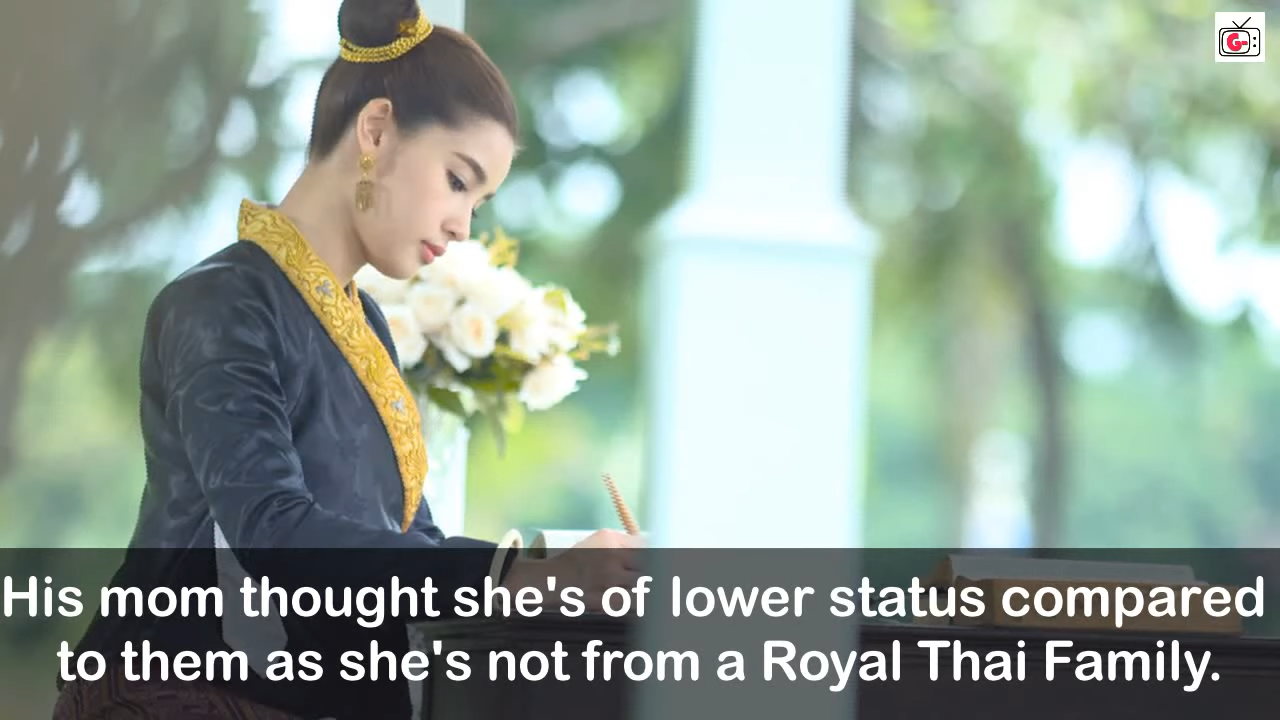 G-
His mom thought she's of lower status compared
to them as she's not from a Royal Thai Family.